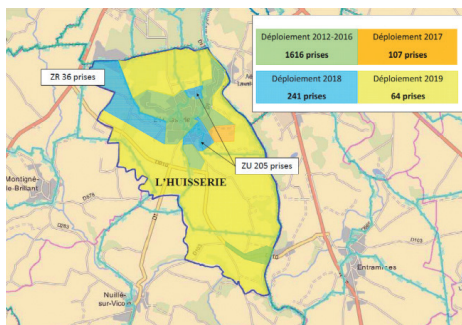 Déploiement 2012-2016
1616 prises
Déploiement 2017
107 prises
Déploiement 2018
241 prises
Déploiement 2019
64 prises
ZR 36 prises
ZU 205 prises
L'HUISSERIE
Montigné-
le-Brillant
Entrammes
Nuillé-
sur-Vicoin